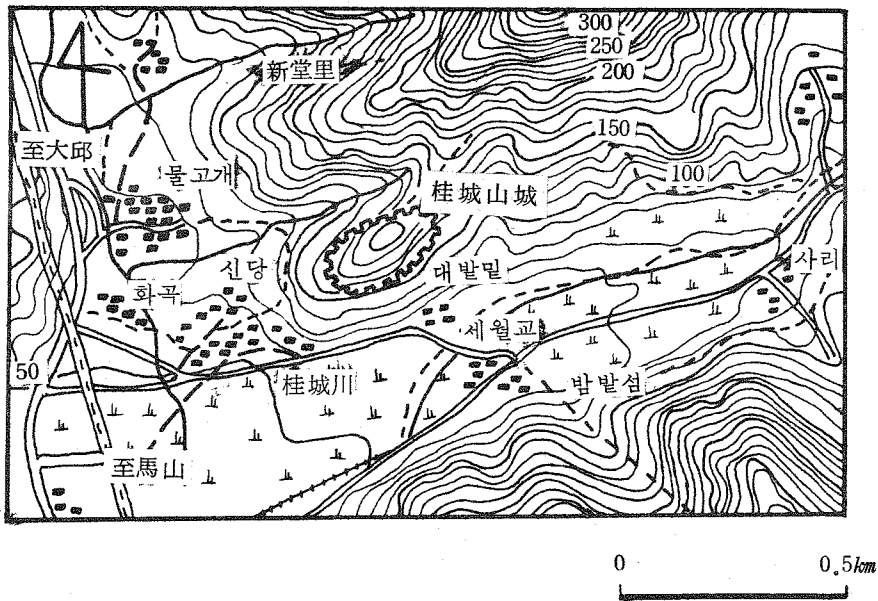 300
250
200
新堂里
150
至大邱
물고개
100
桂城山城
신당
대밭밑
사리
화곡
세월교
50
桂城川
밤밭섬
至馬山
0 0.5km